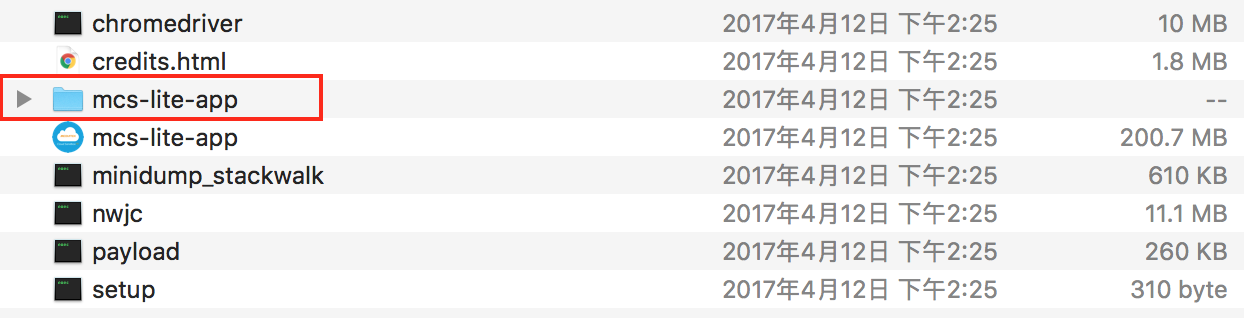 chromedriver 2017年4月12日 下午2:25 10 MB
credits.html 2017年4月12日 下午2:25 1.8 MB
mcs-lite-app 2017年4月12日 下午2:25 --
mcs-lite-app 2017年4月12日 下午2:25 200.7 MB
minidump_stackwalk 2017年4月12日 下午2:25 610 KB
nwjc 2017年4月12日 下午2:25 11.1 MB
payload 2017年4月12日 下午2:25 260 KB
setup 2017年4月12日 下午2:25 310 byte